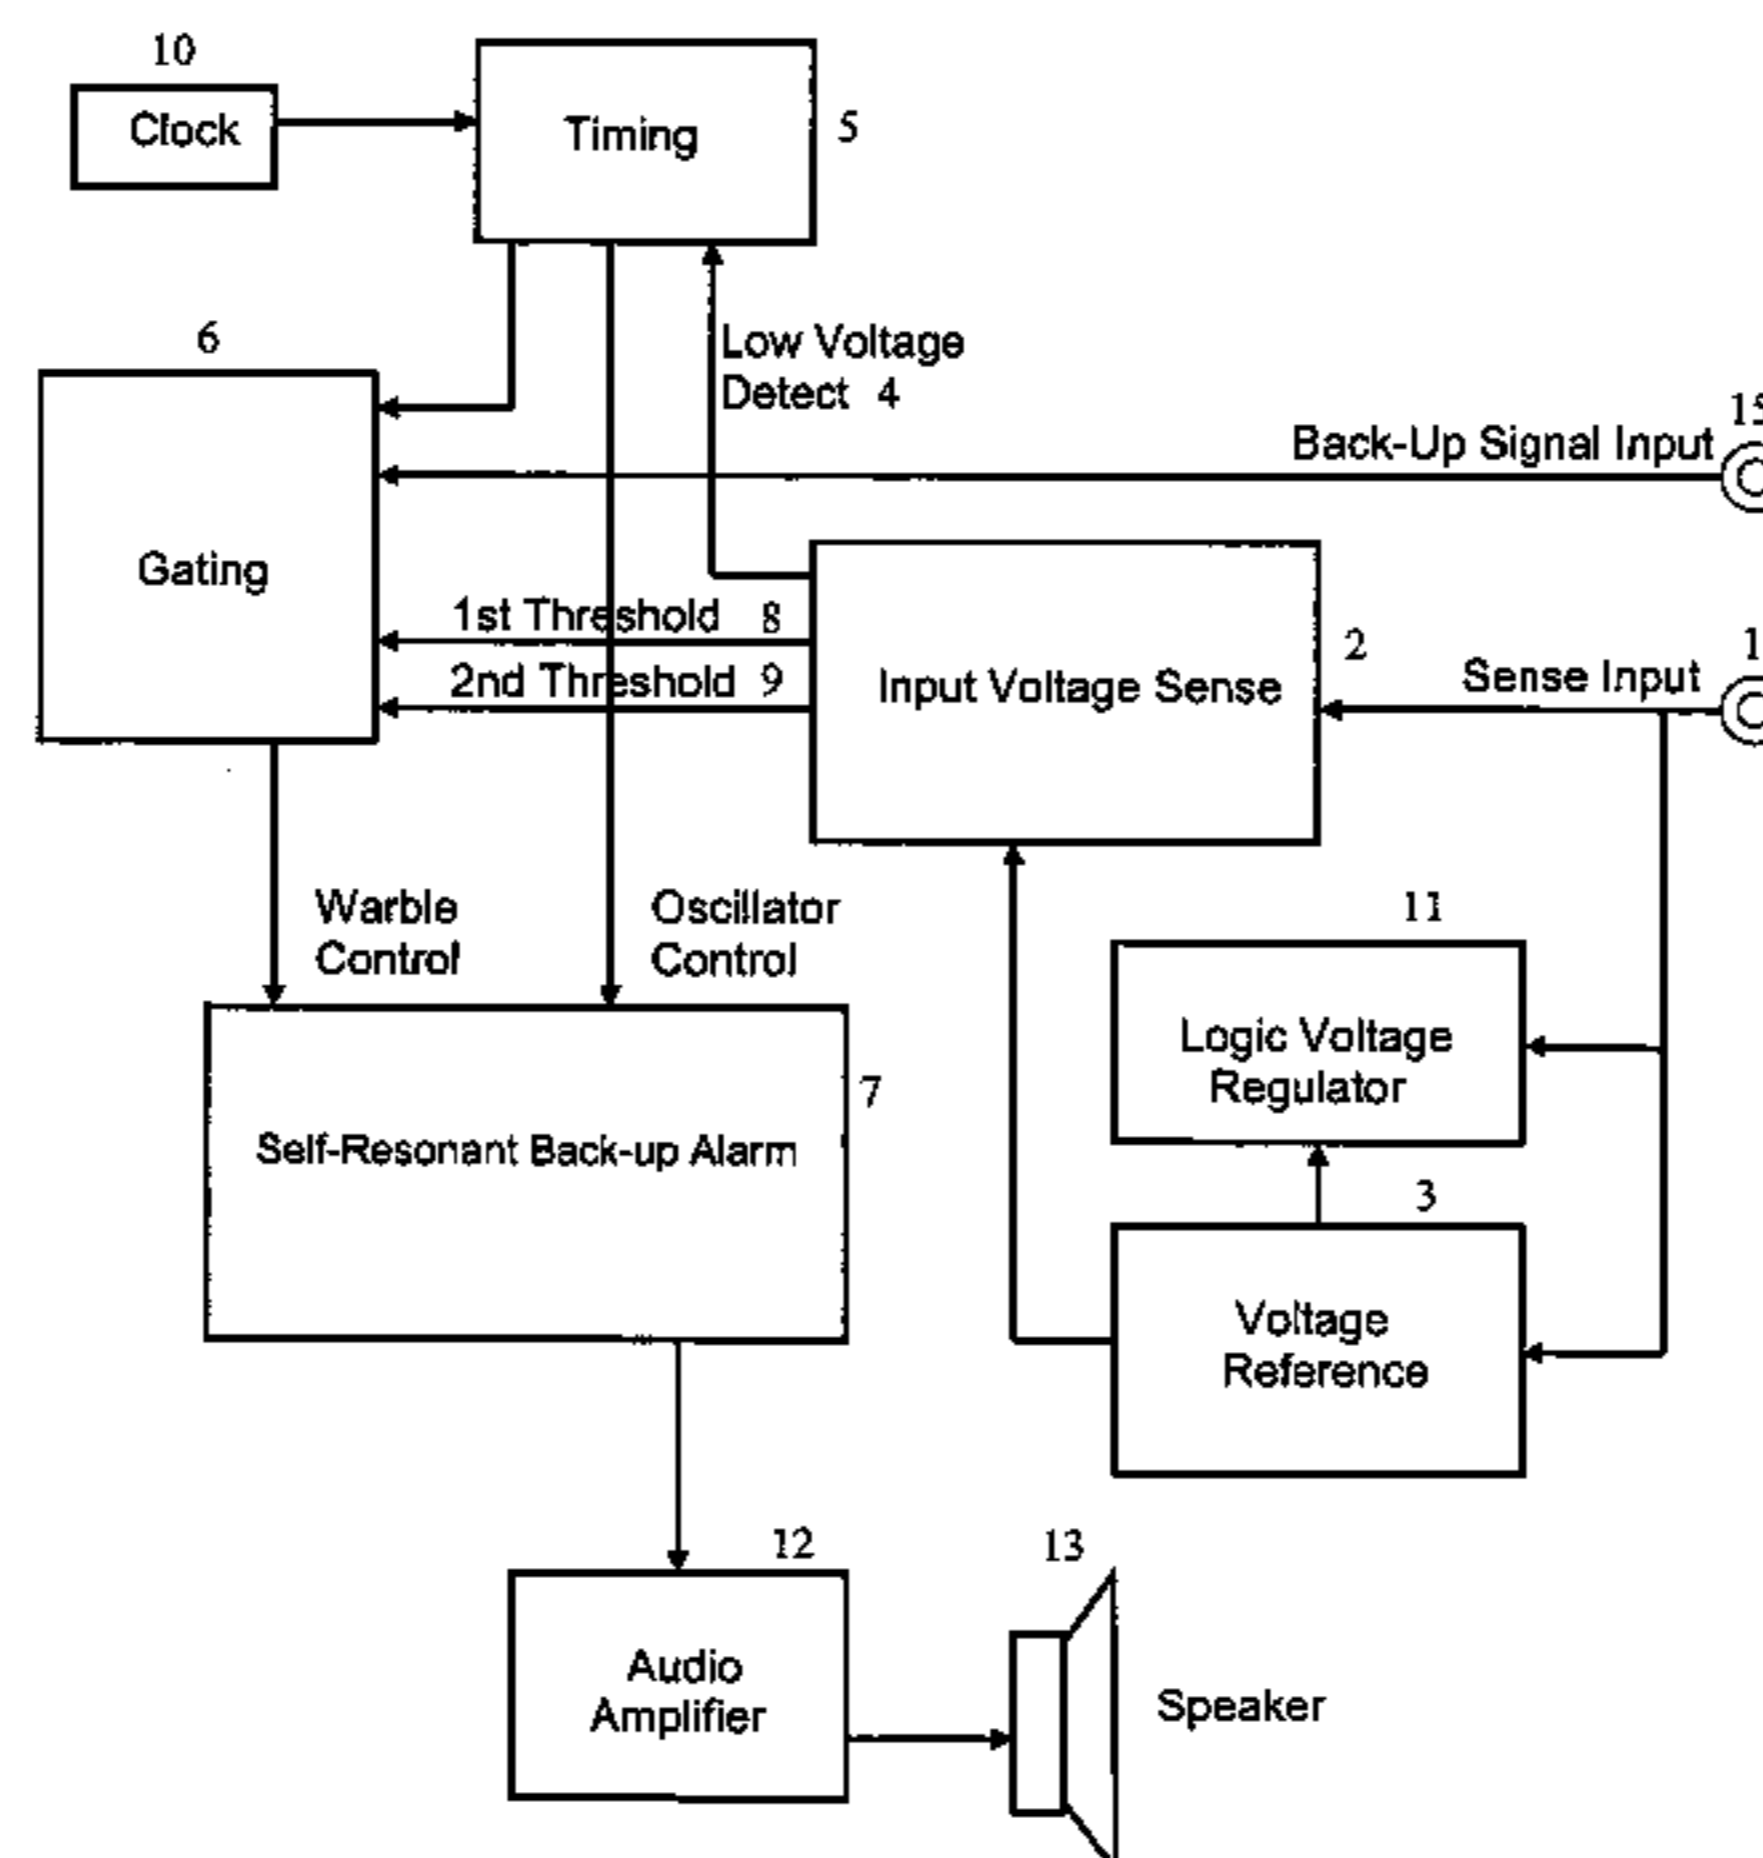 10
Clock
Timing
5
6
Low Voltage
Detect 4
15
Back-Up Signal Input
Gating
1st Threshold 8
2nd Threshold 9
Input Voltage Sense
2
1
Sense Input
Warble
Control
Oscillator
Control
11
Logic Voltage
Regulator
7
Self-Resonant Back-up Alarm
3
Voltage
Reference
12
13
Audio
Amplifier
Speaker